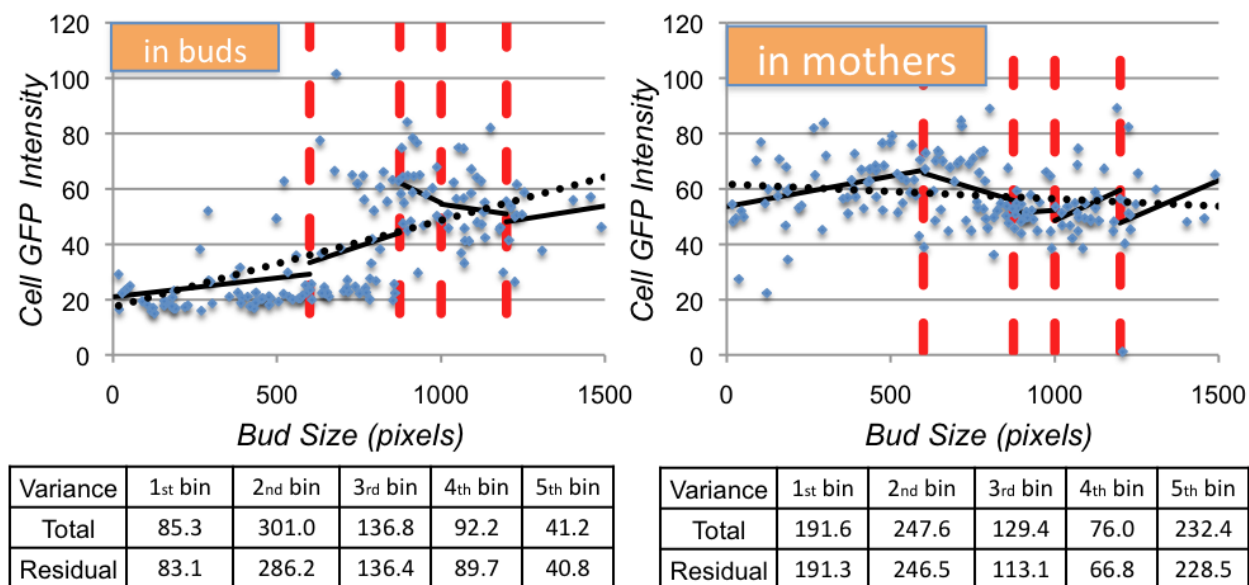 in buds
Cell GFP Intensity
120
100
80
60
40
20
0
0 500 1000 1500
Bud Size (pixels)
in mothers
Cell GFP Intensity
120
100
80
60
40
20
0
0 500 1000 1500
Bud Size (pixels)
Variance 1st bin 2nd bin 3rd bin 4th bin 5th bin
Total 85.3 301.0 136.8 92.2 41.2
Residual 83.1 286.2 136.4 89.7 40.8
Variance 1st bin 2nd bin 3rd bin 4th bin 5th bin
Total 191.6 247.6 129.4 76.0 232.4
Residual 191.3 246.5 113.1 66.8 228.5